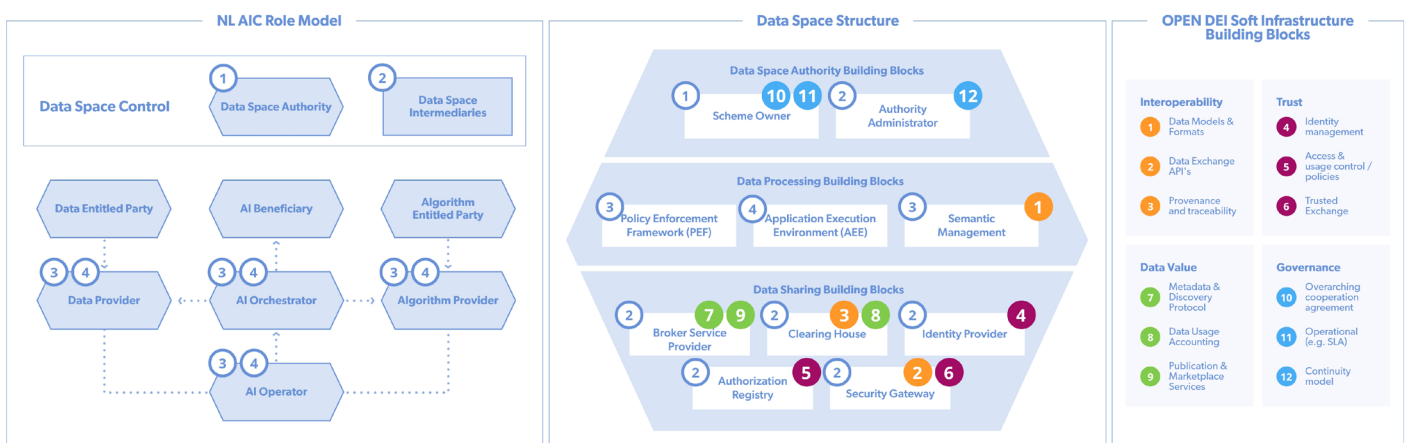 NL AIC Role Model
Data Space Control
1
Data Space Authority
2
Data Space
Intermediaries
Data Entitled Party
AI Beneficiary
Algorithm
Entitled Party
3 4
Data Provider
3 4
AI Orchestrator
3 4
Algorithm Provider
3 4
AI Operator
Data Space Structure
Data Space Authority Building Blocks
1
10 11
Scheme Owner
2
12
Authority
Administrator
Data Processing Building Blocks
3
Policy Enforcement
Framework (PEF)
4
Application Execution
Environment (AEE)
3
1
Semantic
Management
Data Sharing Building Blocks
2
7 9
Broker Service
Provider
2
3 8
Clearing House
2
4
Identity Provider
2
5
Authorization
Registry
2
2 6
Security Gateway
OPEN DEI Soft Infrastructure
Building Blocks
Interoperability
1
Data Models &
Formats
2
Data Exchange
API's
3
Provenance
and traceability
Trust
4
Identity
management
5
Access &
usage control /
policies
6
Trusted
Exchange
Data Value
7
Metadata &
Discovery
Protocol
8
Data Usage
Accounting
9
Publication &
Marketplace
Services
Governance
10
Overarching
cooperation
agreement
11
Operational
(e.g. SLA)
12
Continuity
model